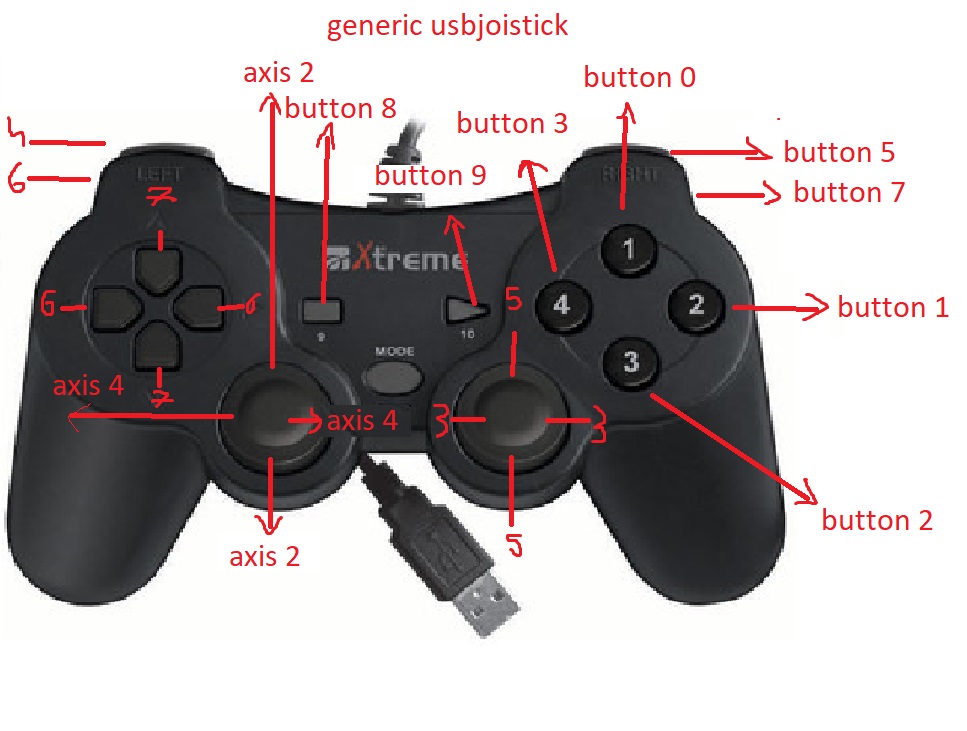 generic usbjoistick
axis 2
button 0
button 8
button 3
4
button 5
LEFT
RIGHT
button 9
6
button 7
7
Xtreme
1
6
6
5
4
2
button 1
9
10
MODE
3
axis 4
7
axis 4
3
3
button 2
5
axis 2